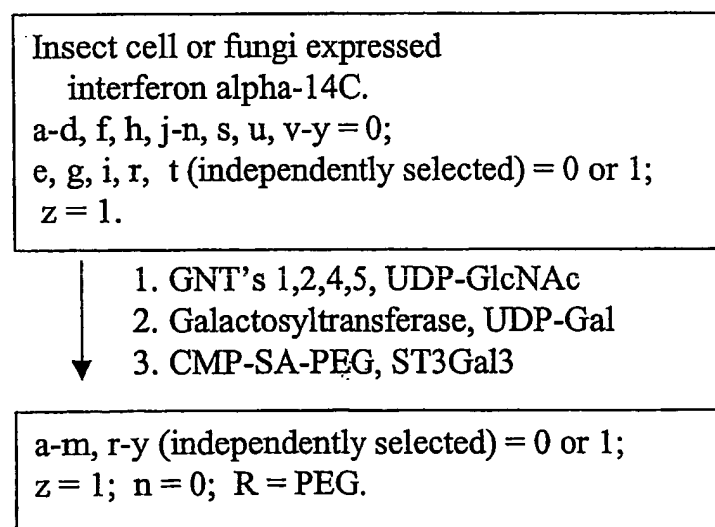 Insect cell or fungi expressed
interferon alpha-14C.
a-d, f, h, j-n, s, u, v-y = 0;
e, g, i, r, t (independently selected) = 0 or 1;
z = 1.
1. GNT's 1,2,4,5, UDP-GlcNAc
2. Galactosyltransferase, UDP-Gal
3. CMP-SA-PEG, ST3Gal3
a-m, r-y (independently selected) = 0 or 1;
z = 1; n = 0; R = PEG.